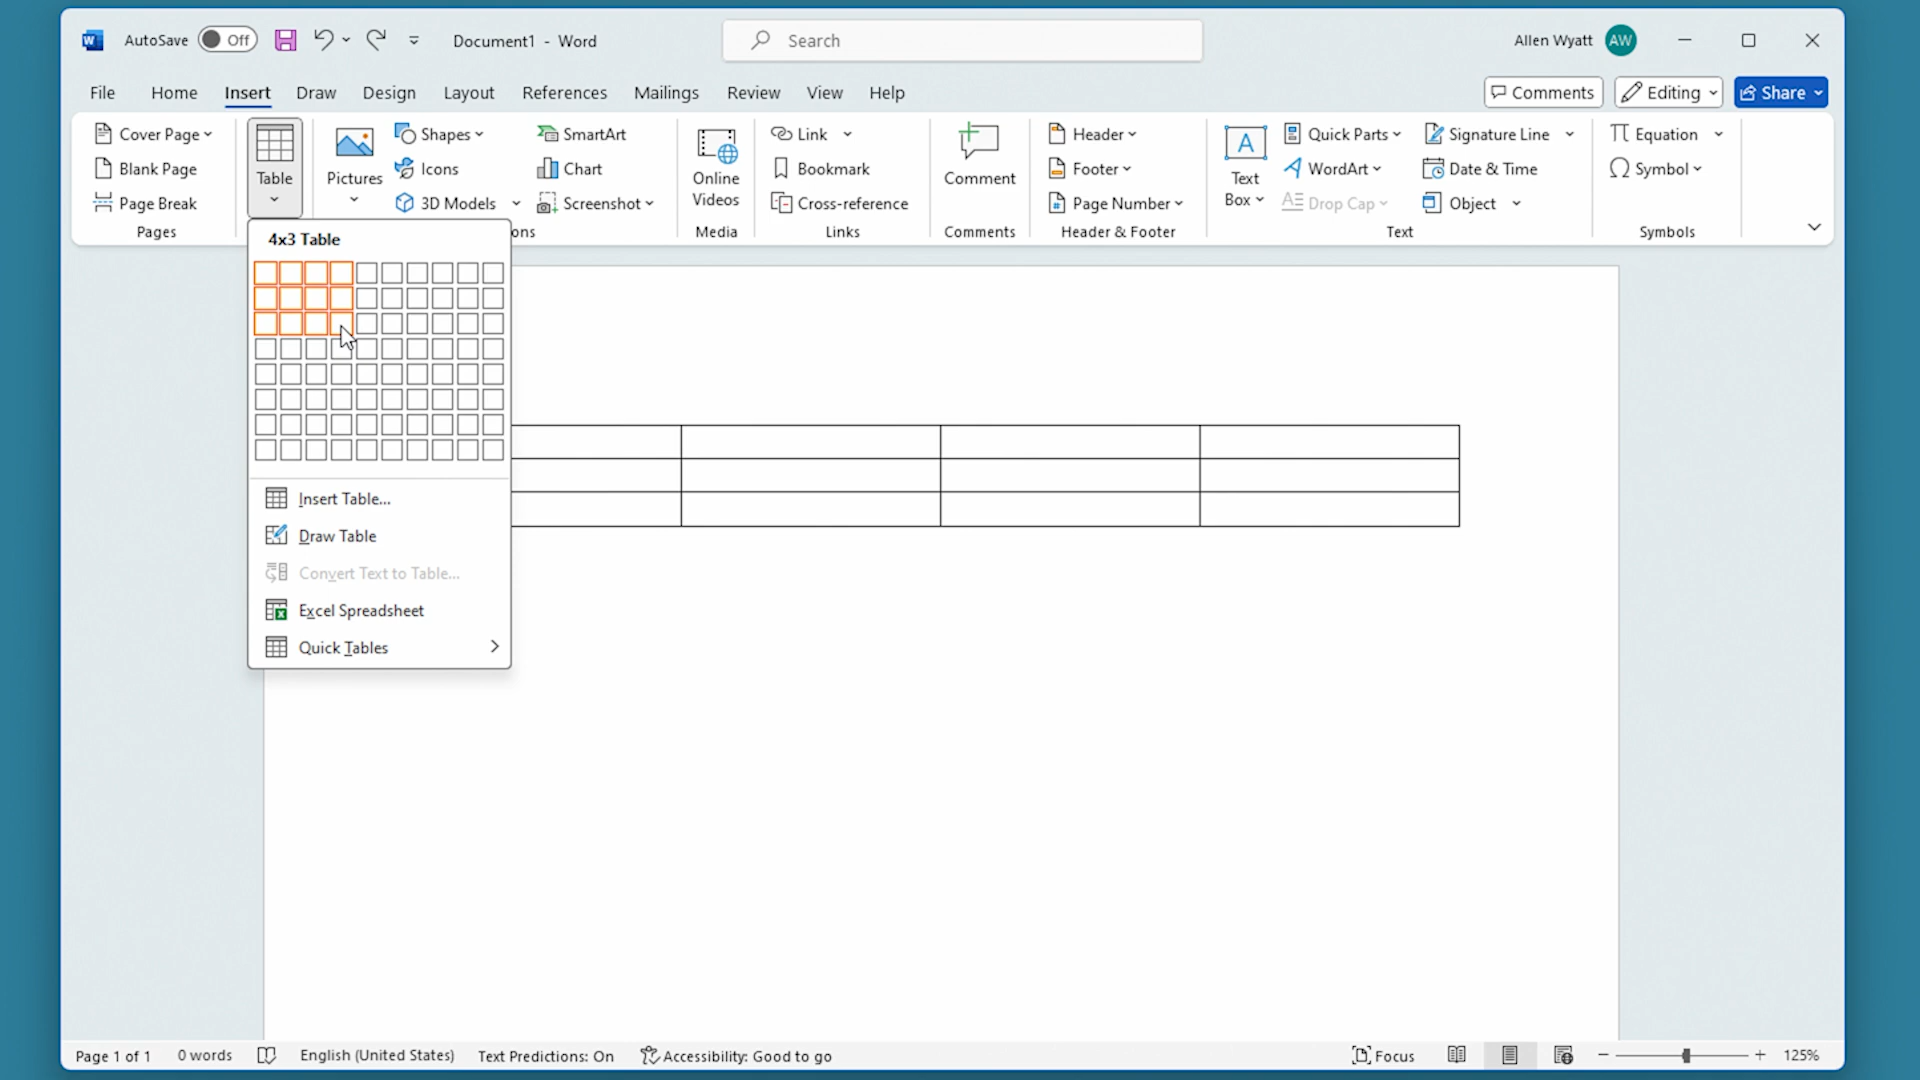 AutoSave Off Document1 - Word Search Allen Wyatt AW
File Home Insert Draw Design Layout References Mailings Review View Help Comments Editing Share
Cover Page
Blank Page
Page Break
Pages
Table
Pictures
Shapes
Icons
3D Models
SmartArt
Chart
Screenshot
ons
Online
Videos
Media
Link
Bookmark
Cross-reference
Links
Comment
Comments
Header
Footer
Page Number
Header & Footer
A
Text
Box
Quick Parts
WordArt
Drop Cap
Signature Line
Date & Time
Object
Text
Equation
Symbol
Symbols
4x3 Table
Insert Table...
Draw Table
Convert Text to Table...
Excel Spreadsheet
Quick Tables
Page 1 of 1 0 words English (United States) Text Predictions: On Accessibility: Good to go Focus 125%